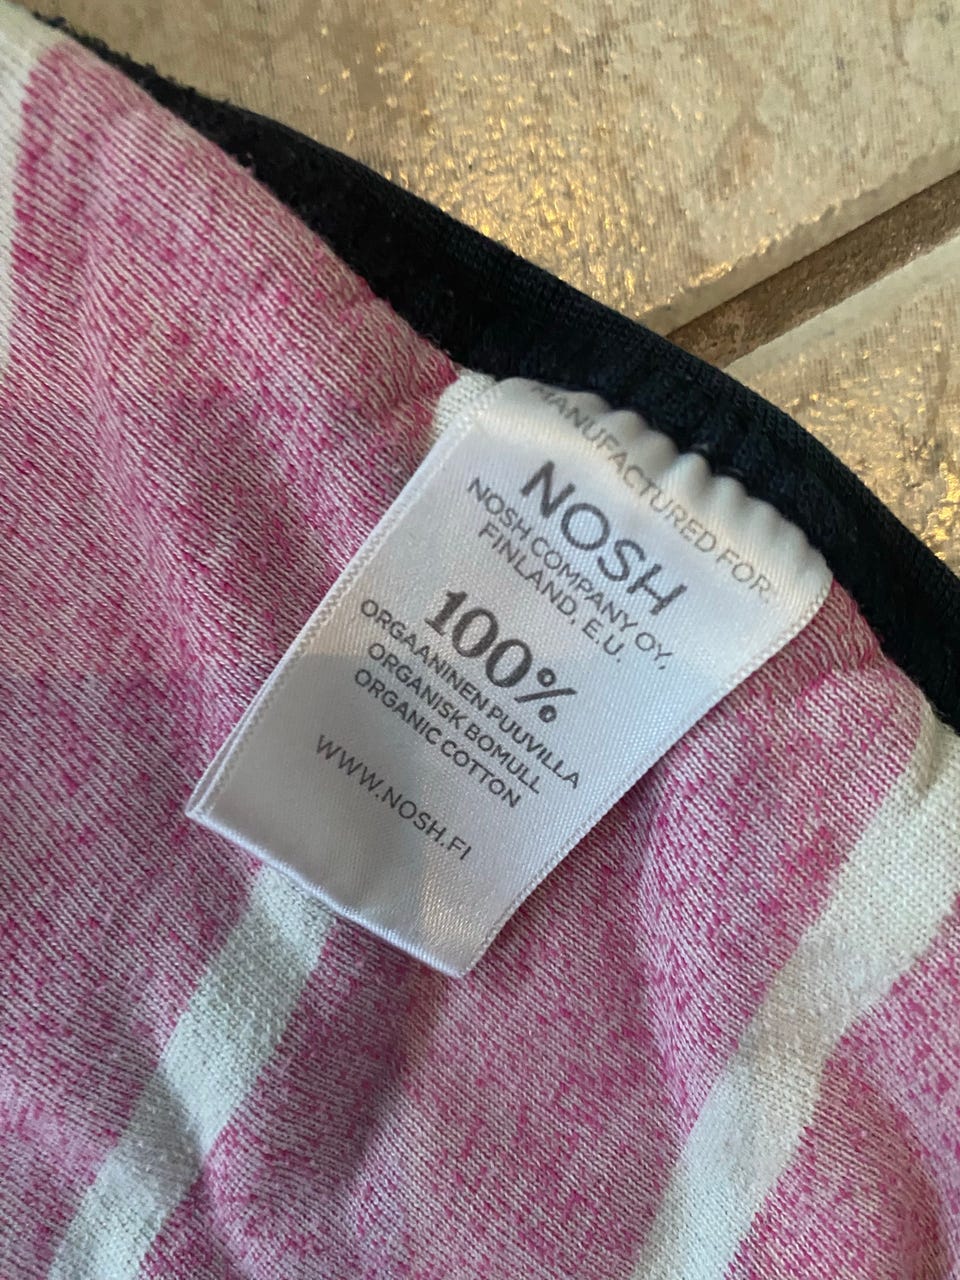 MANUFACTURED FOR:
NOSH
NOSH COMPANY OY,
FINLAND, E.U.
100%
ORGAANINEN PUUVILLA
ORGANISK BOMULL
ORGANIC COTTON
WWW.NOSH.FI